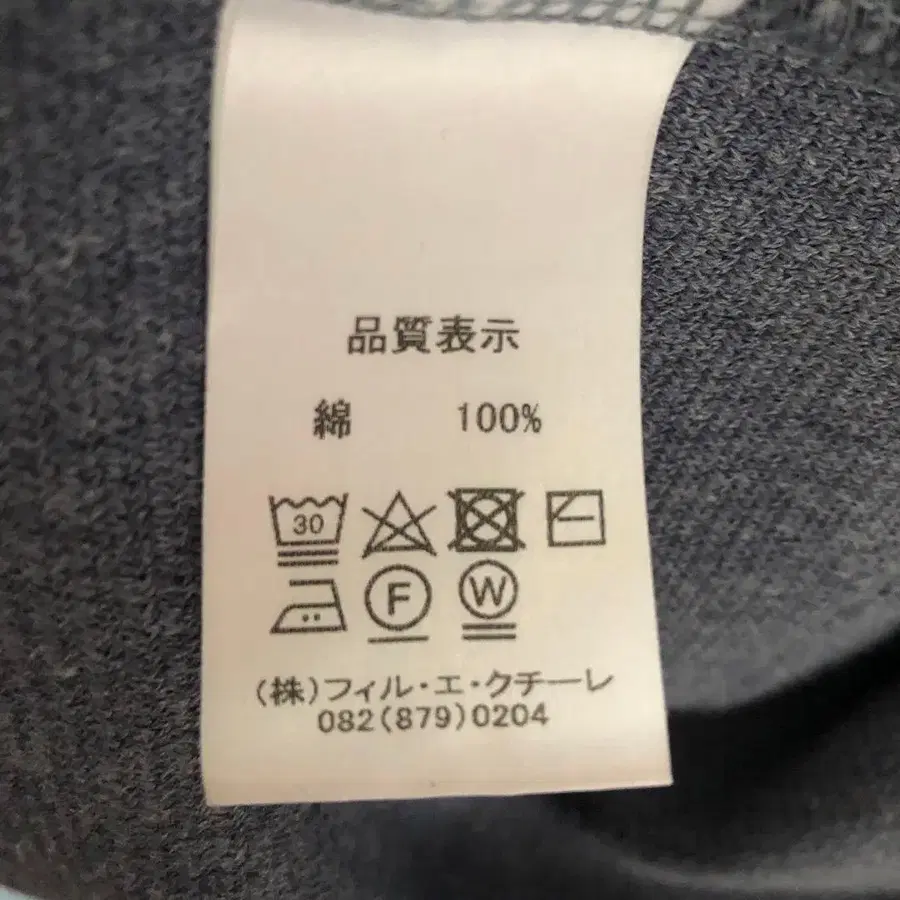 品質表示
綿 100%
30
F W
(株)フィル・エ・クチーレ
082(879)0204